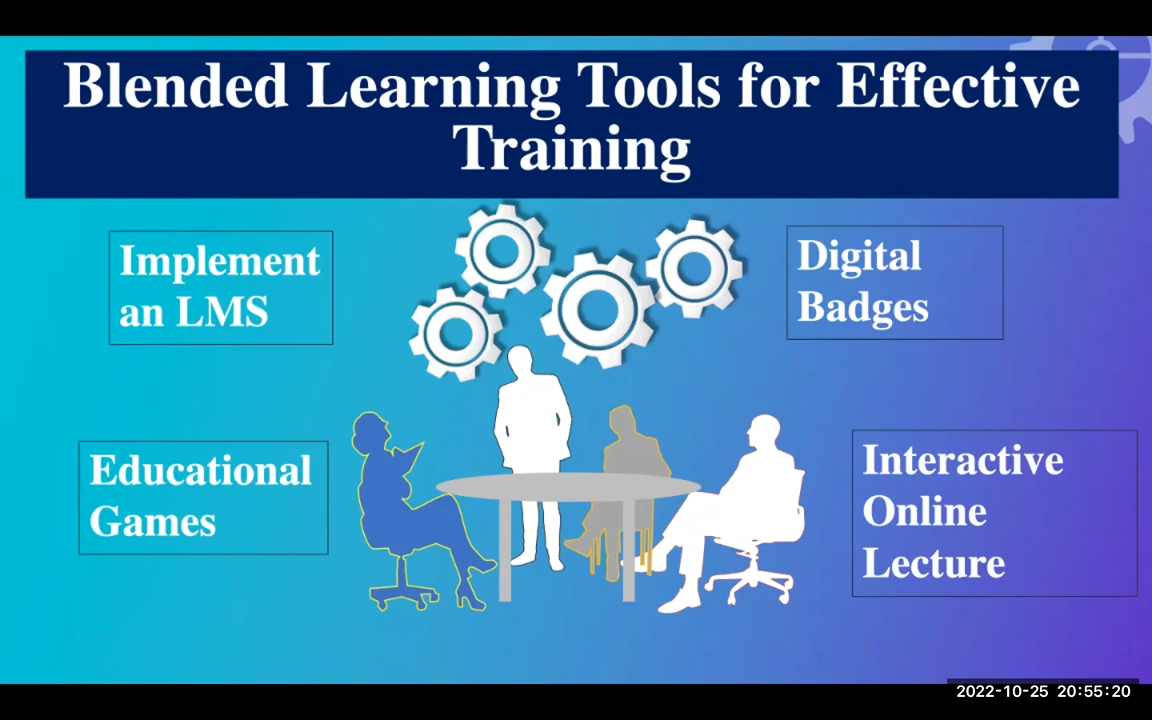 Blended Learning Tools for Effective
Training
Implement
an LMS
Digital
Badges
Educational
Games
Interactive
Online
Lecture
2022-10-25 20:55:20